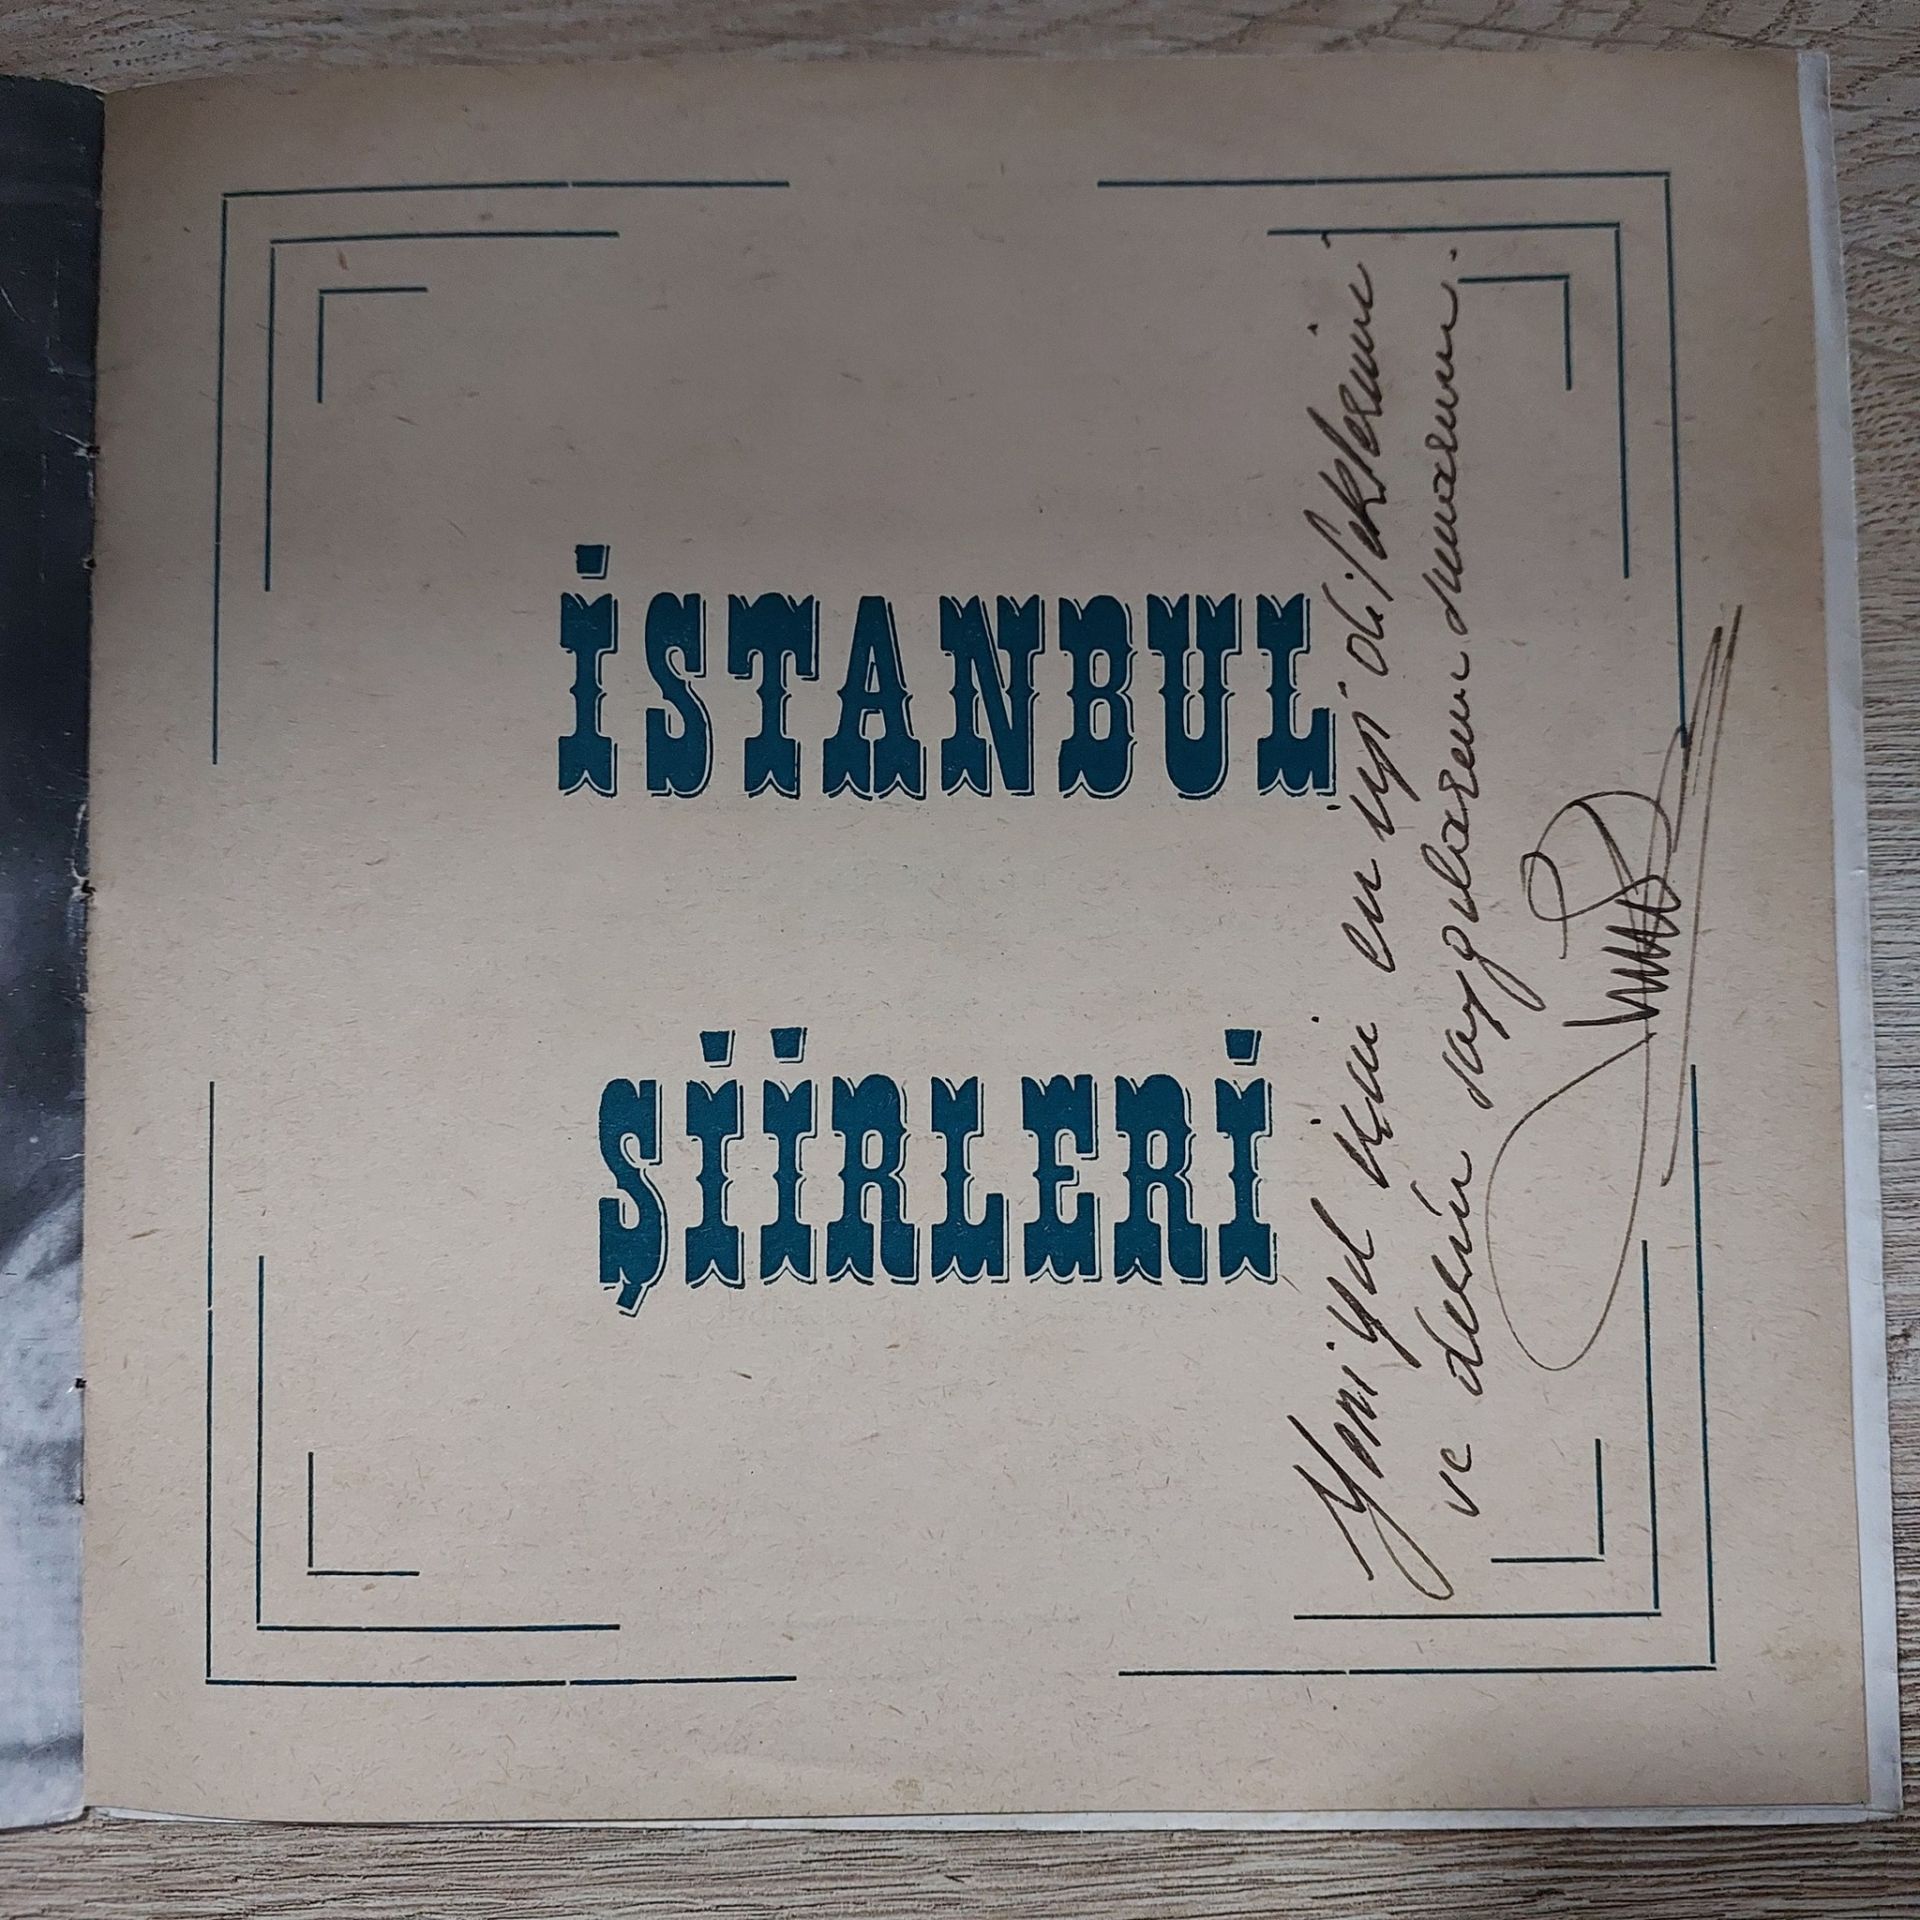 İSTANBUL
ŞİİRLERİ
Yeni yıl için en iyi dileklerimi
ve derin saygılarımı sunarım.